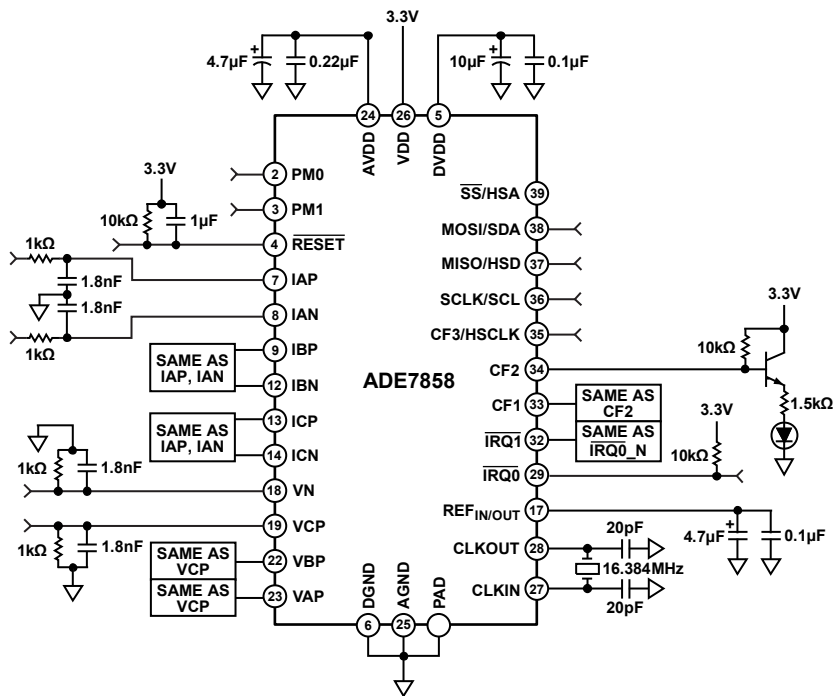 3.3V
4.7µF
+
0.22µF
10µF
+
0.1µF
24
26
5
AVDD
VDD
DVDD
3.3V
10kΩ
1µF
2
PM0
3
PM1
4
RESET
1kΩ
1.8nF
7
IAP
1.8nF
8
IAN
1kΩ
SAME AS
IAP, IAN
9
IBP
12
IBN
SAME AS
IAP, IAN
13
ICP
14
ICN
1kΩ
1.8nF
18
VN
19
VCP
1kΩ
1.8nF
SAME AS
VCP
22
VBP
SAME AS
VCP
23
VAP
ADE7858
SS/HSA
39
MOSI/SDA
38
MISO/HSD
37
SCLK/SCL
36
CF3/HSCLK
35
3.3V
10kΩ
CF2
34
1.5kΩ
CF1
33
SAME AS
CF2
IRQ1
32
SAME AS
IRQ0_N
3.3V
10kΩ
IRQ0
29
REFIN/OUT
17
4.7µF
+
0.1µF
20pF
CLKOUT
28
16.384MHz
CLKIN
27
20pF
DGND
AGND
PAD
6
25